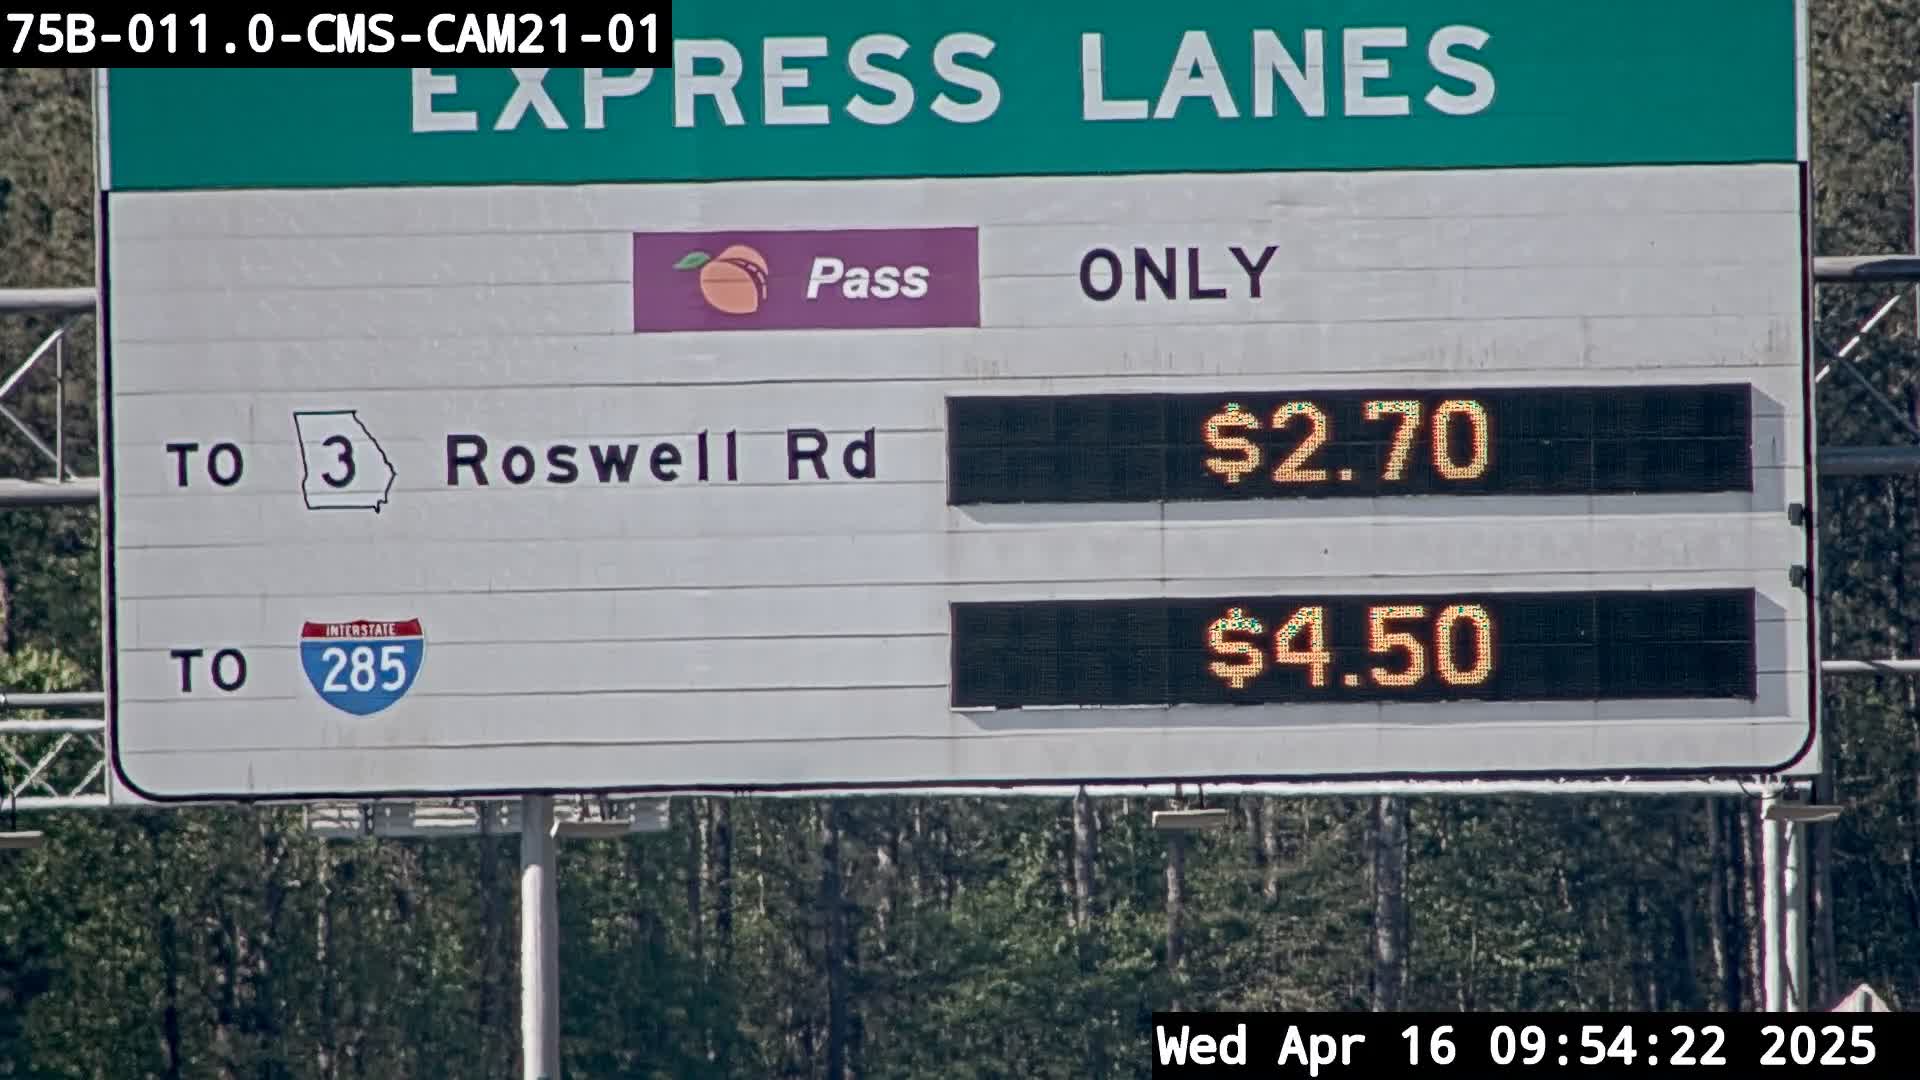 75B-011.0-CMS-CAM21-01
EXPRESS LANES
Pass ONLY
TO 3 Roswell Rd $2.70
INTERSTATE
TO 285 $4.50
Wed Apr 16 09:54:22 2025